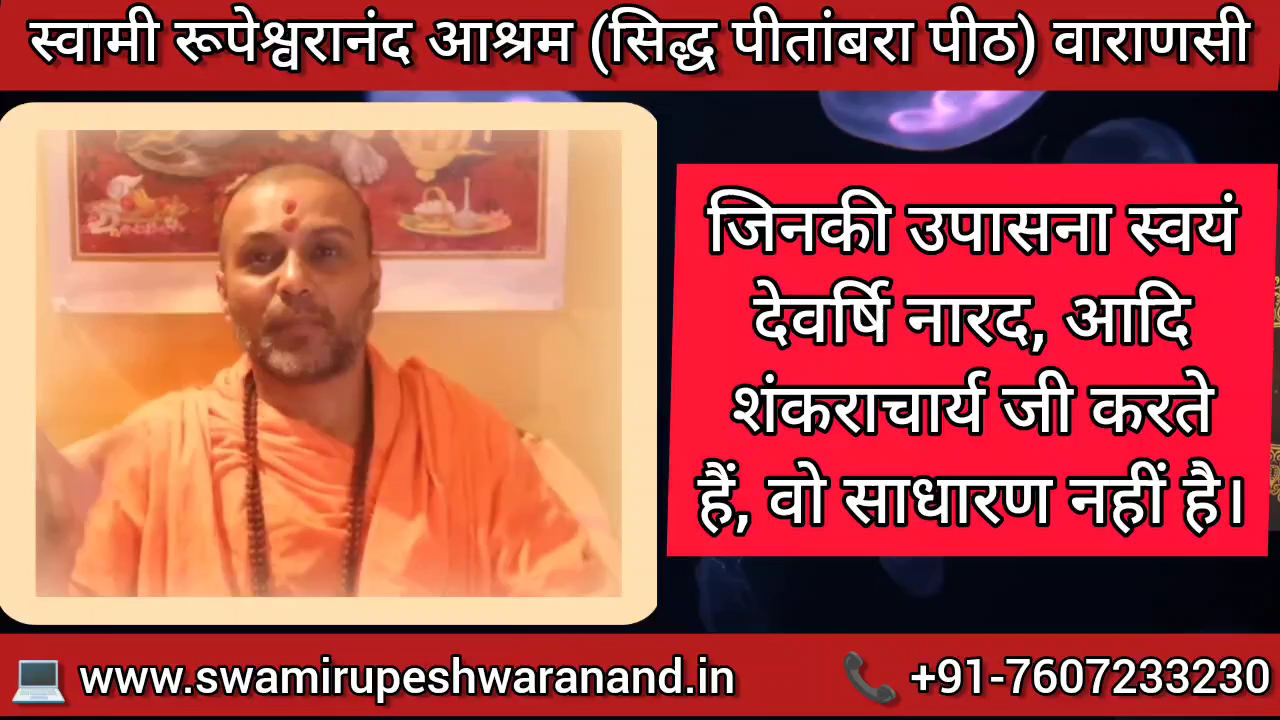 स्वामी रूपेश्वरानंद आश्रम (सिद्ध पीतांबरा पीठ) वाराणसी
जिनकी उपासना स्वयं
देवर्षि नारद, आदि
शंकराचार्य जी करते
हैं, वो साधारण नहीं है।
www.swamirupeshwaranand.in
+91-7607233230